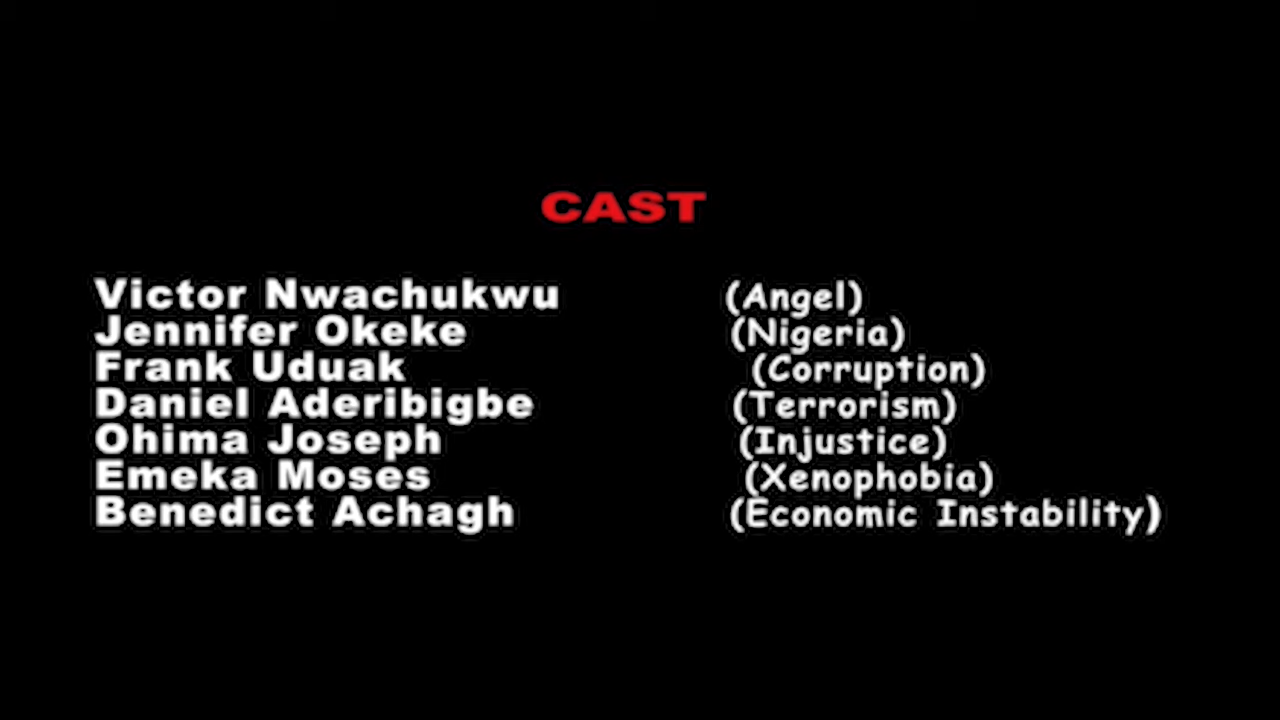 CAST
Victor Nwachukwu (Angel)
Jennifer Okeke (Nigeria)
Frank Uduak (Corruption)
Daniel Aderibigbe (Terrorism)
Ohima Joseph (Injustice)
Emeka Moses (Xenophobia)
Benedict Achagh (Economic Instability)